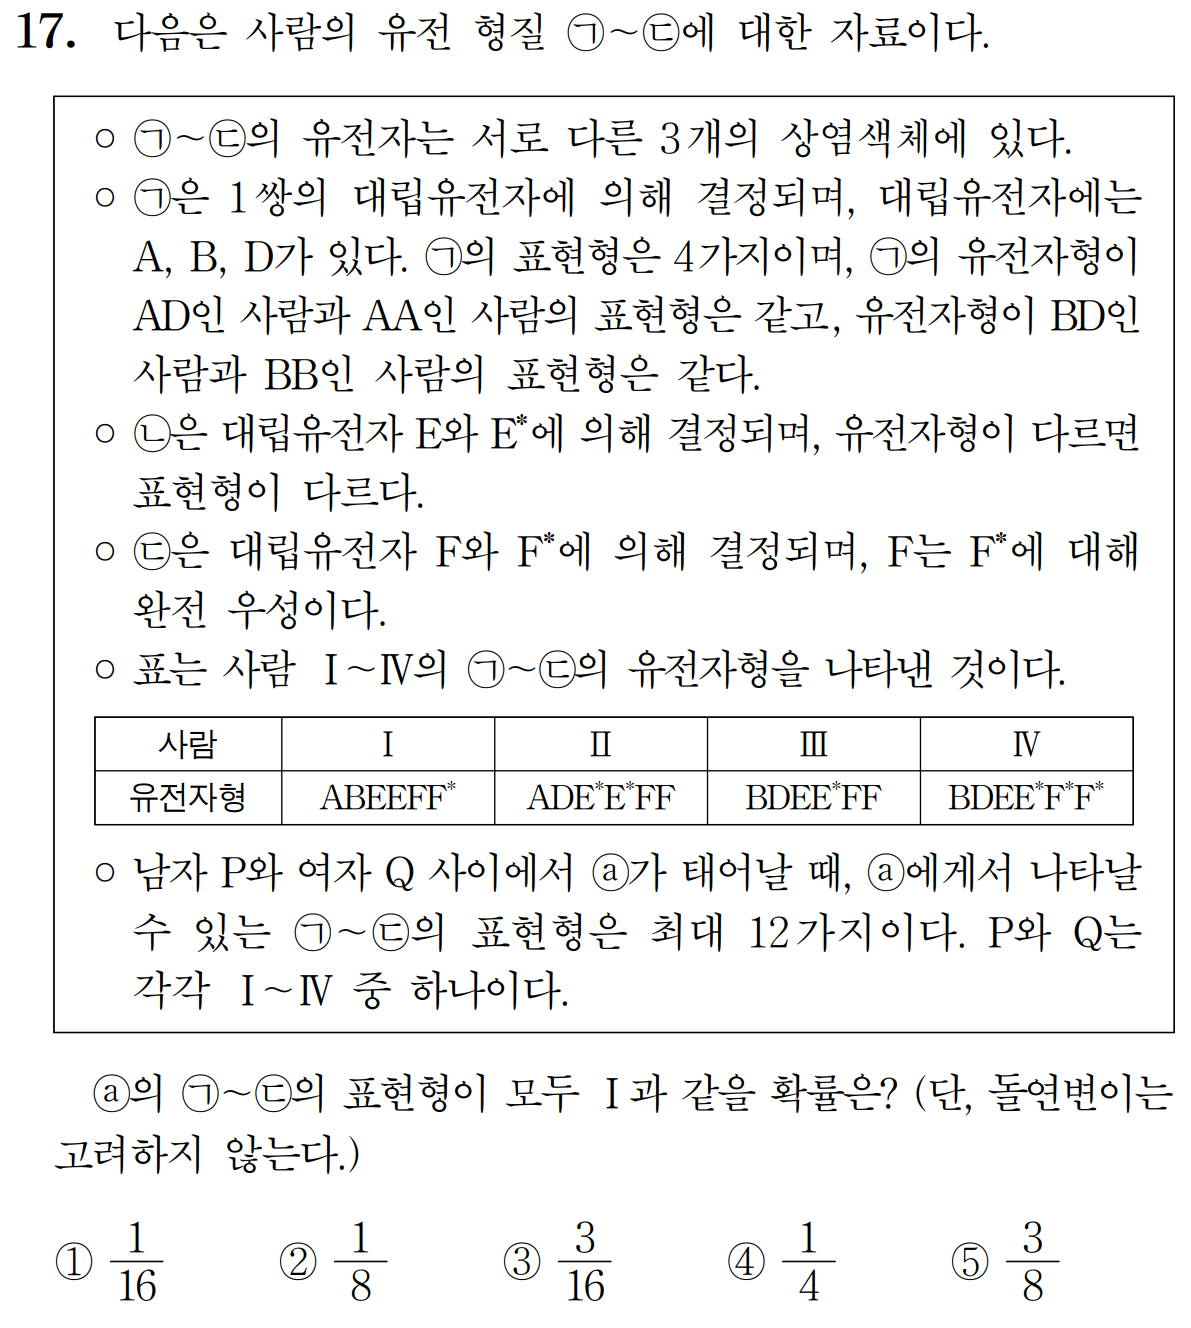 17. 다음은 사람의 유전 형질 ㉠~㉢에 대한 자료이다.
○ ㉠~㉢의 유전자는 서로 다른 3개의 상염색체에 있다.
○ ㉠은 1쌍의 대립유전자에 의해 결정되며, 대립유전자에는
A, B, D가 있다. ㉠의 표현형은 4가지이며, ㉠의 유전자형이
AD인 사람과 AA인 사람의 표현형은 같고, 유전자형이 BD인
사람과 BB인 사람의 표현형은 같다.
○ ㉡은 대립유전자 E와 E*에 의해 결정되며, 유전자형이 다르면
표현형이 다르다.
○ ㉢은 대립유전자 F와 F*에 의해 결정되며, F는 F*에 대해
완전 우성이다.
○ 표는 사람 Ⅰ~Ⅳ의 ㉠~㉢의 유전자형을 나타낸 것이다.
사람 Ⅰ Ⅱ Ⅲ Ⅳ
유전자형 ABEEFF* ADE*E*FF BDEE*FF BDEE*F*F*
○ 남자 P와 여자 Q 사이에서 ⓐ가 태어날 때, ⓐ에게서 나타날
수 있는 ㉠~㉢의 표현형은 최대 12가지이다. P와 Q는
각각 Ⅰ~Ⅳ 중 하나이다.
ⓐ의 ㉠~㉢의 표현형이 모두 Ⅰ과 같을 확률은? (단, 돌연변이는
고려하지 않는다.)
① 1/16 ② 1/8 ③ 3/16 ④ 1/4 ⑤ 3/8